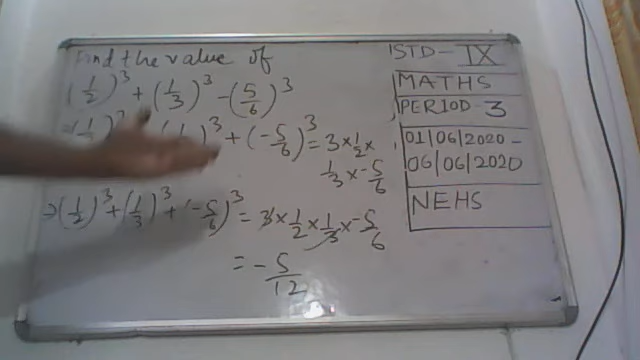 Find the value of
(1/2)³ + (1/3)³ - (5/6)³
)³ + (-5/6)³ = 3 × 1/2 ×
1/3 × -5/6
⇒ (1/2)³ + (1/3)³ + (-5/6)³ = 3 × 1/2 × 1/3 × -5/6
= -5/12
STD- IX
MATHS
PERIOD-3
01/06/2020 -
06/06/2020
NEHS